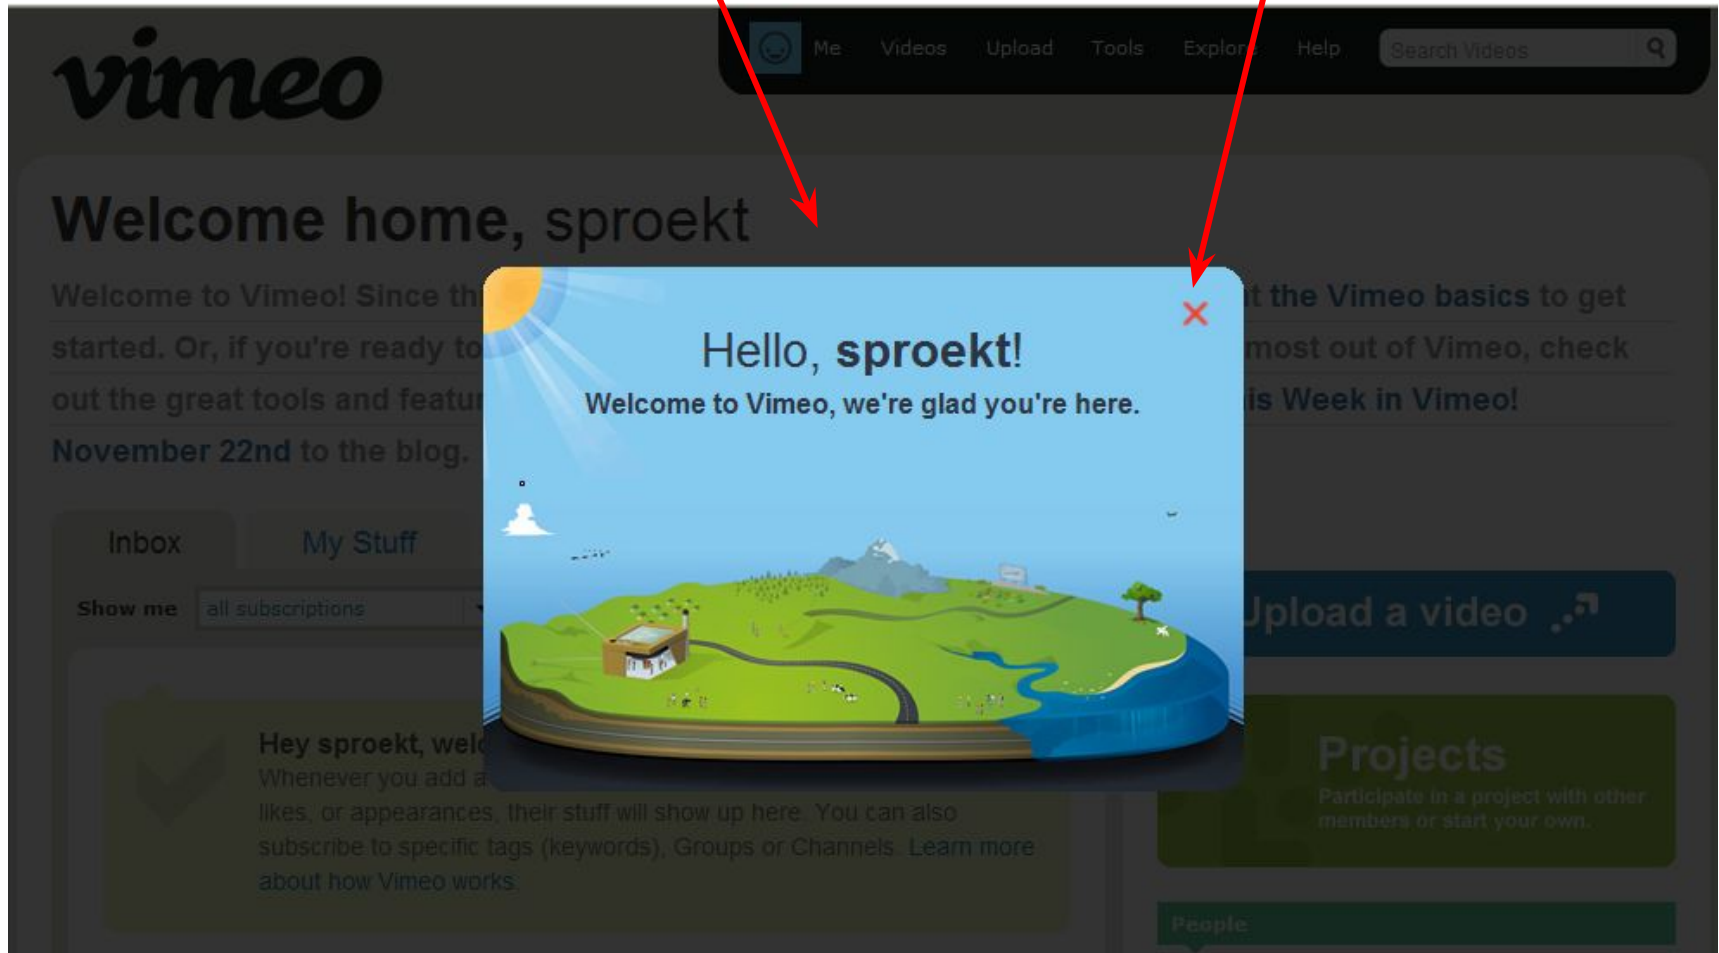 vimeo
Me Videos Upload Tools Explore Help Search Videos
Welcome home, sproekt
Welcome to Vimeo! Since th t the Vimeo basics to get
started. Or, if you're ready to most out of Vimeo, check
out the great tools and featur is Week in Vimeo!
November 22nd to the blog.
Hello, sproekt!
Welcome to Vimeo, we're glad you're here.
Inbox My Stuff
Show me all subscriptions
Upload a video
Hey sproekt, welc
Whenever you add a
likes, or appearances, their stuff will show up here. You can also
subscribe to specific tags (keywords), Groups or Channels. Learn more
about how Vimeo works.
Projects
Participate in a project with other
members or start your own.
People